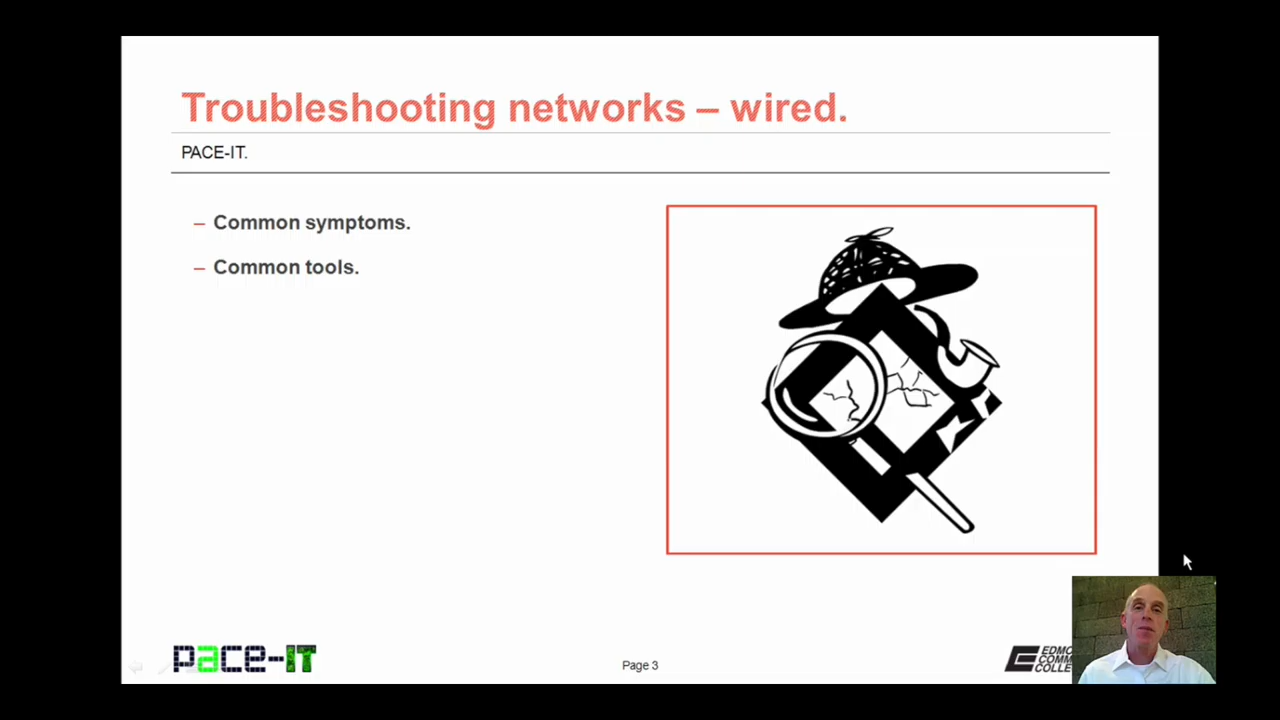 Troubleshooting networks – wired.
PACE-IT.
– Common symptoms.
– Common tools.
pace-IT
Page 3